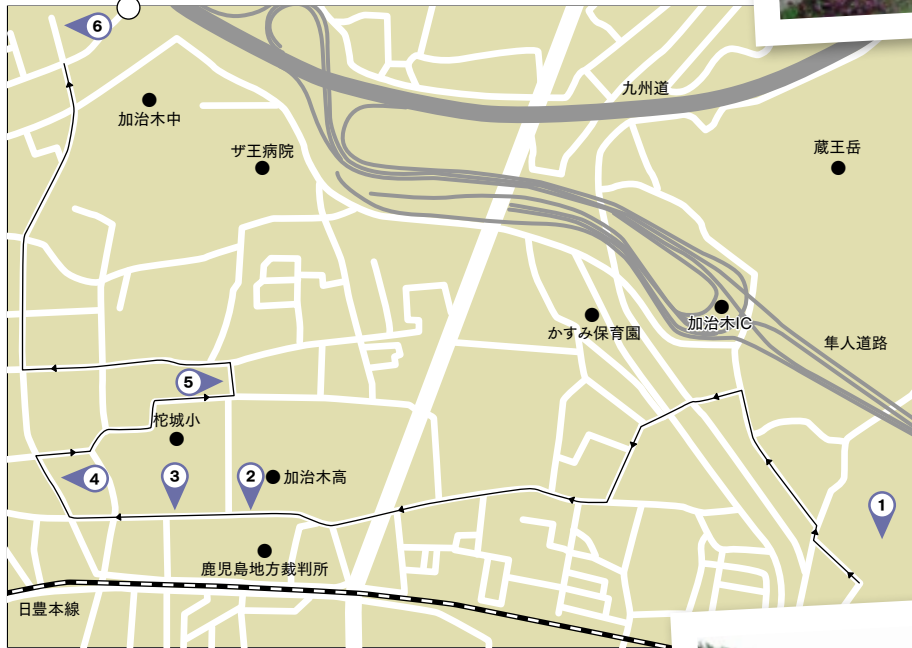 6
九州道
加治木中
ザ王病院
蔵王岳
加治木IC
かすみ保育園
隼人道路
5
柁城小
4
3
2
加治木高
1
鹿児島地方裁判所
日豊本線